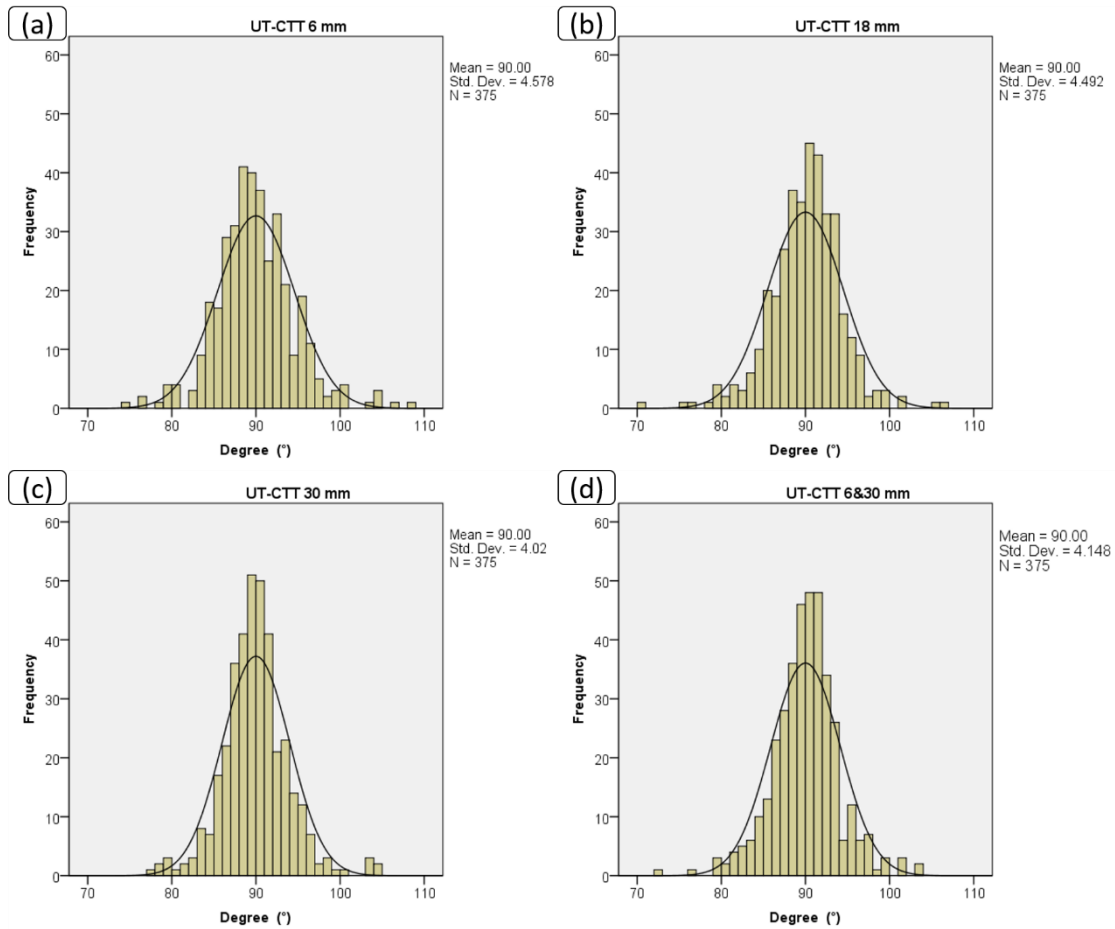 (a)
UT-CTT 6 mm
Mean = 90.00
Std. Dev. = 4.578
N = 375
60
50
40
30
20
10
0
Frequency
70 80 90 100 110
Degree (°)
(b)
UT-CTT 18 mm
Mean = 90.00
Std. Dev. = 4.492
N = 375
60
50
40
30
20
10
0
Frequency
70 80 90 100 110
Degree (°)
(c)
UT-CTT 30 mm
Mean = 90.00
Std. Dev. = 4.02
N = 375
60
50
40
30
20
10
0
Frequency
70 80 90 100 110
Degree (°)
(d)
UT-CTT 6&30 mm
Mean = 90.00
Std. Dev. = 4.148
N = 375
60
50
40
30
20
10
0
Frequency
70 80 90 100 110
Degree (°)